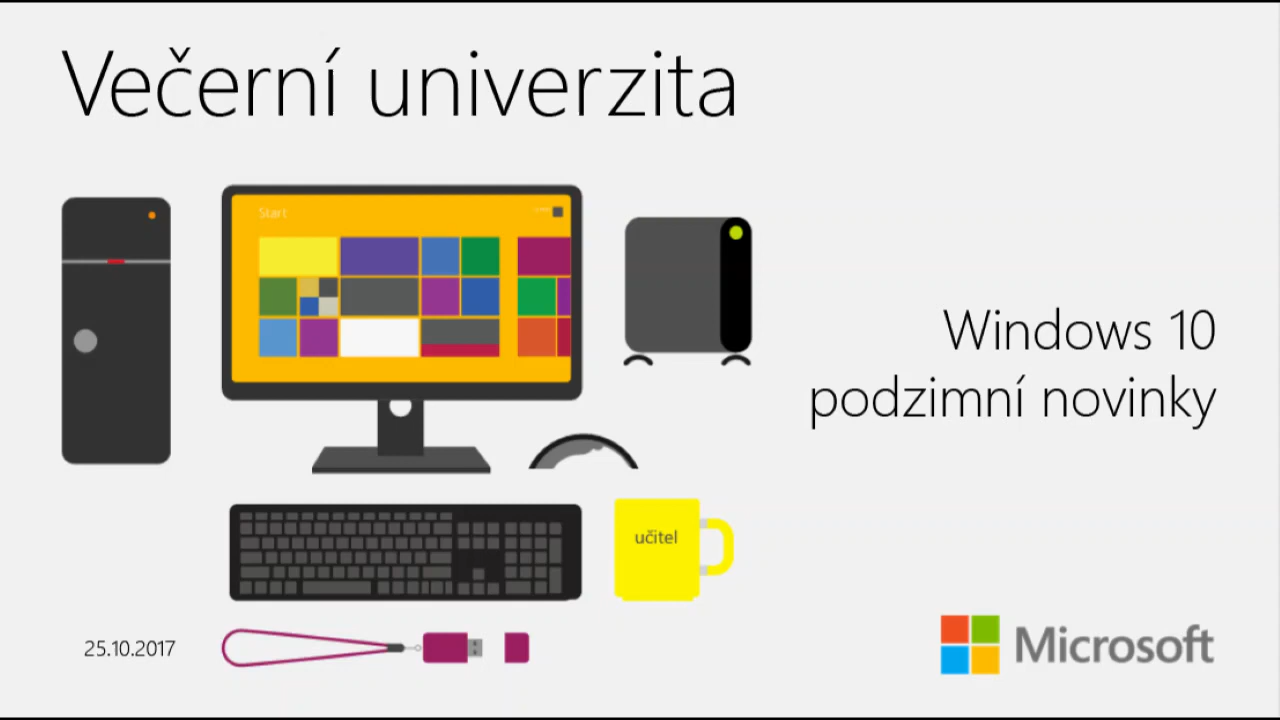 Večerní univerzita
Start
Windows 10
podzimní novinky
učitel
25.10.2017
Microsoft